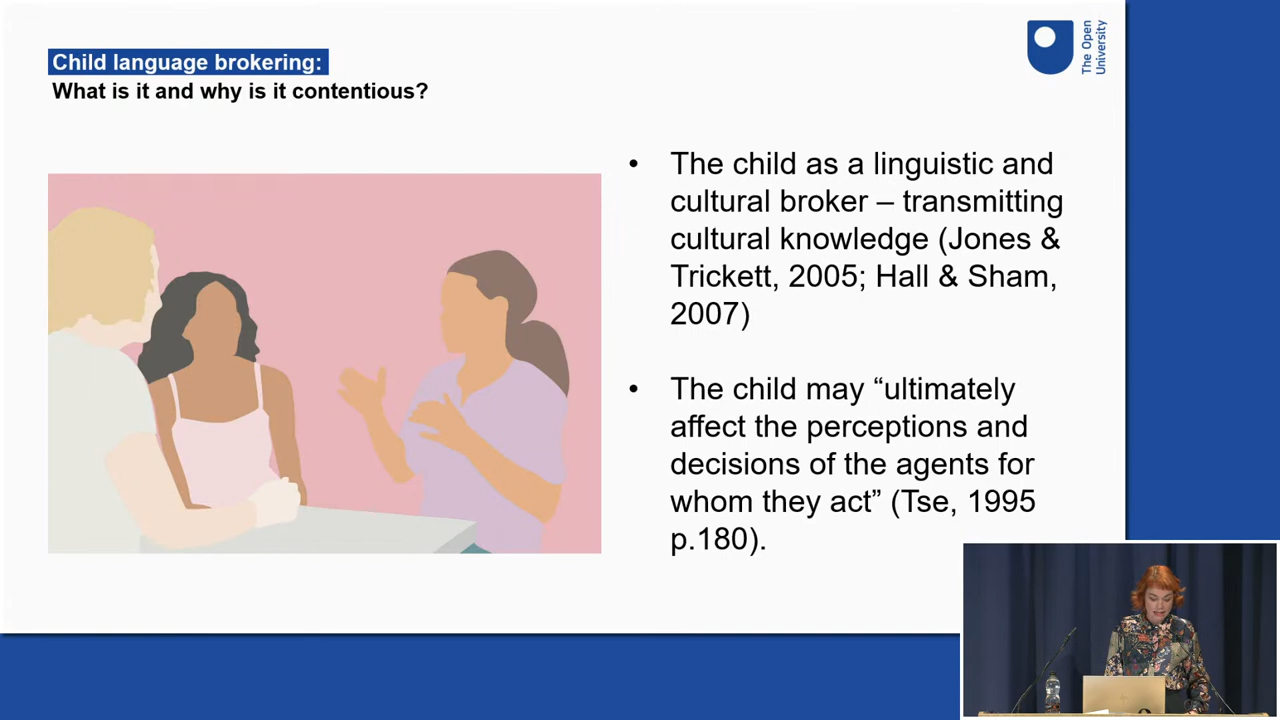 Child language brokering:
What is it and why is it contentious?
The Open
University
• The child as a linguistic and
cultural broker – transmitting
cultural knowledge (Jones &
Trickett, 2005; Hall & Sham,
2007)
• The child may “ultimately
affect the perceptions and
decisions of the agents for
whom they act” (Tse, 1995
p.180).